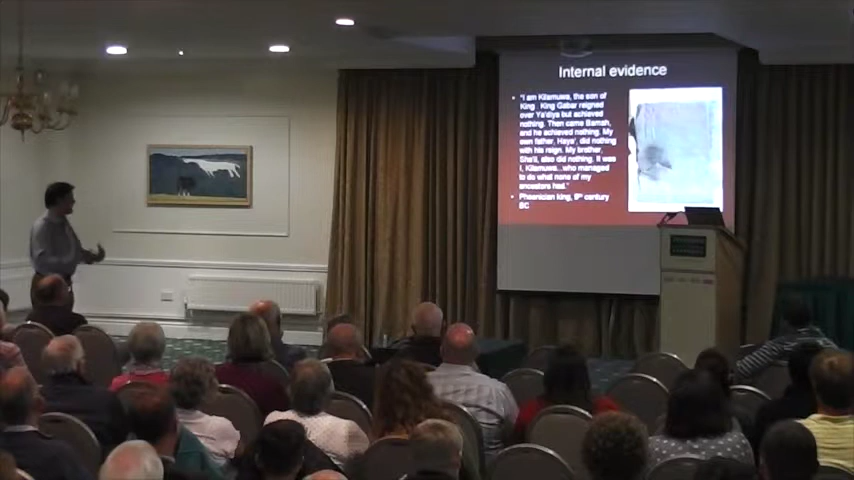 Internal evidence
• "I am Kilamuwa, the son of
King . King Gabar reigned
over Ya'diya but achieved
nothing. Then came Bamah,
and he achieved nothing. My
own father, Haya', did nothing
with his reign. My brother,
She'il, also did nothing. It was
I, Kilamuwa...who managed
to do what none of my
ancestors had."
• Phoenician king, 9th century
BC